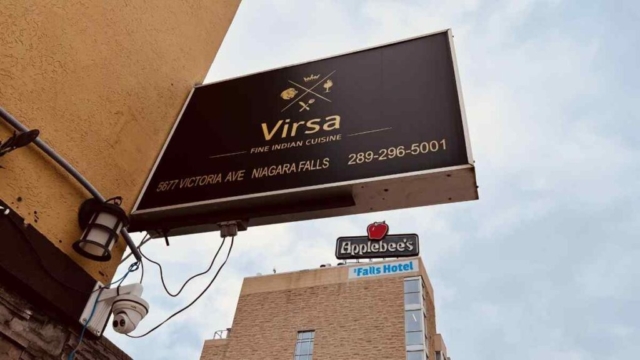 Virsa
FINE INDIAN CUISINE
5677 VICTORIA AVE NIAGARA FALLS 289-296-5001
Applebee's
Falls Hotel